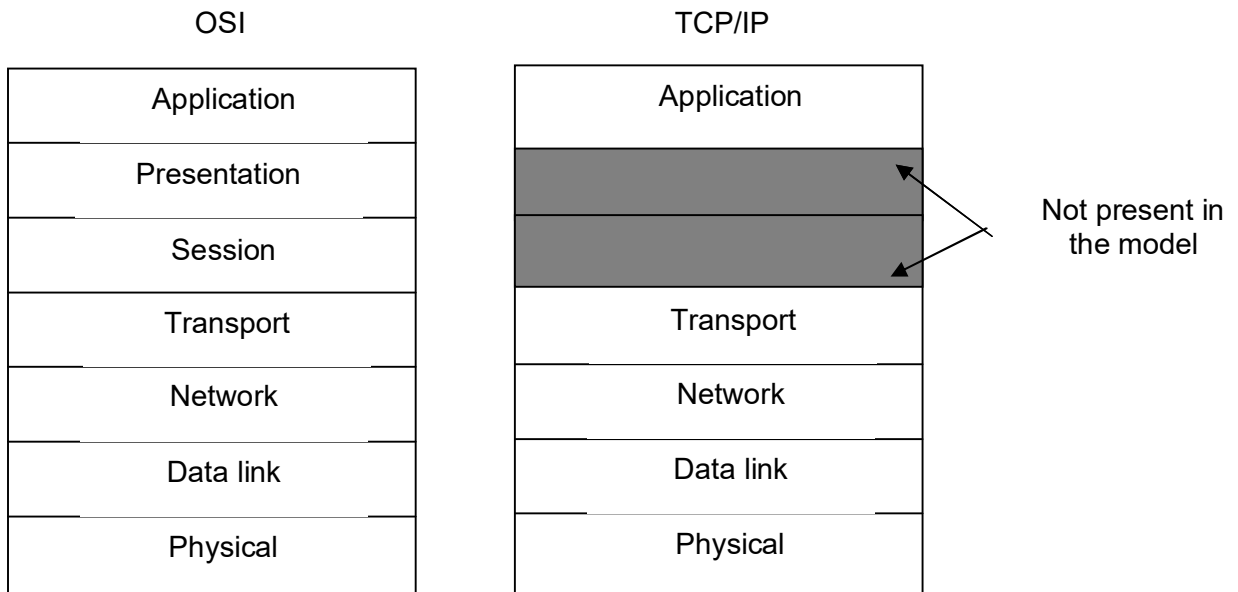 OSI
TCP/IP
Application
Presentation
Session
Transport
Network
Data link
Physical
Application
Transport
Network
Data link
Physical
Not present in
the model